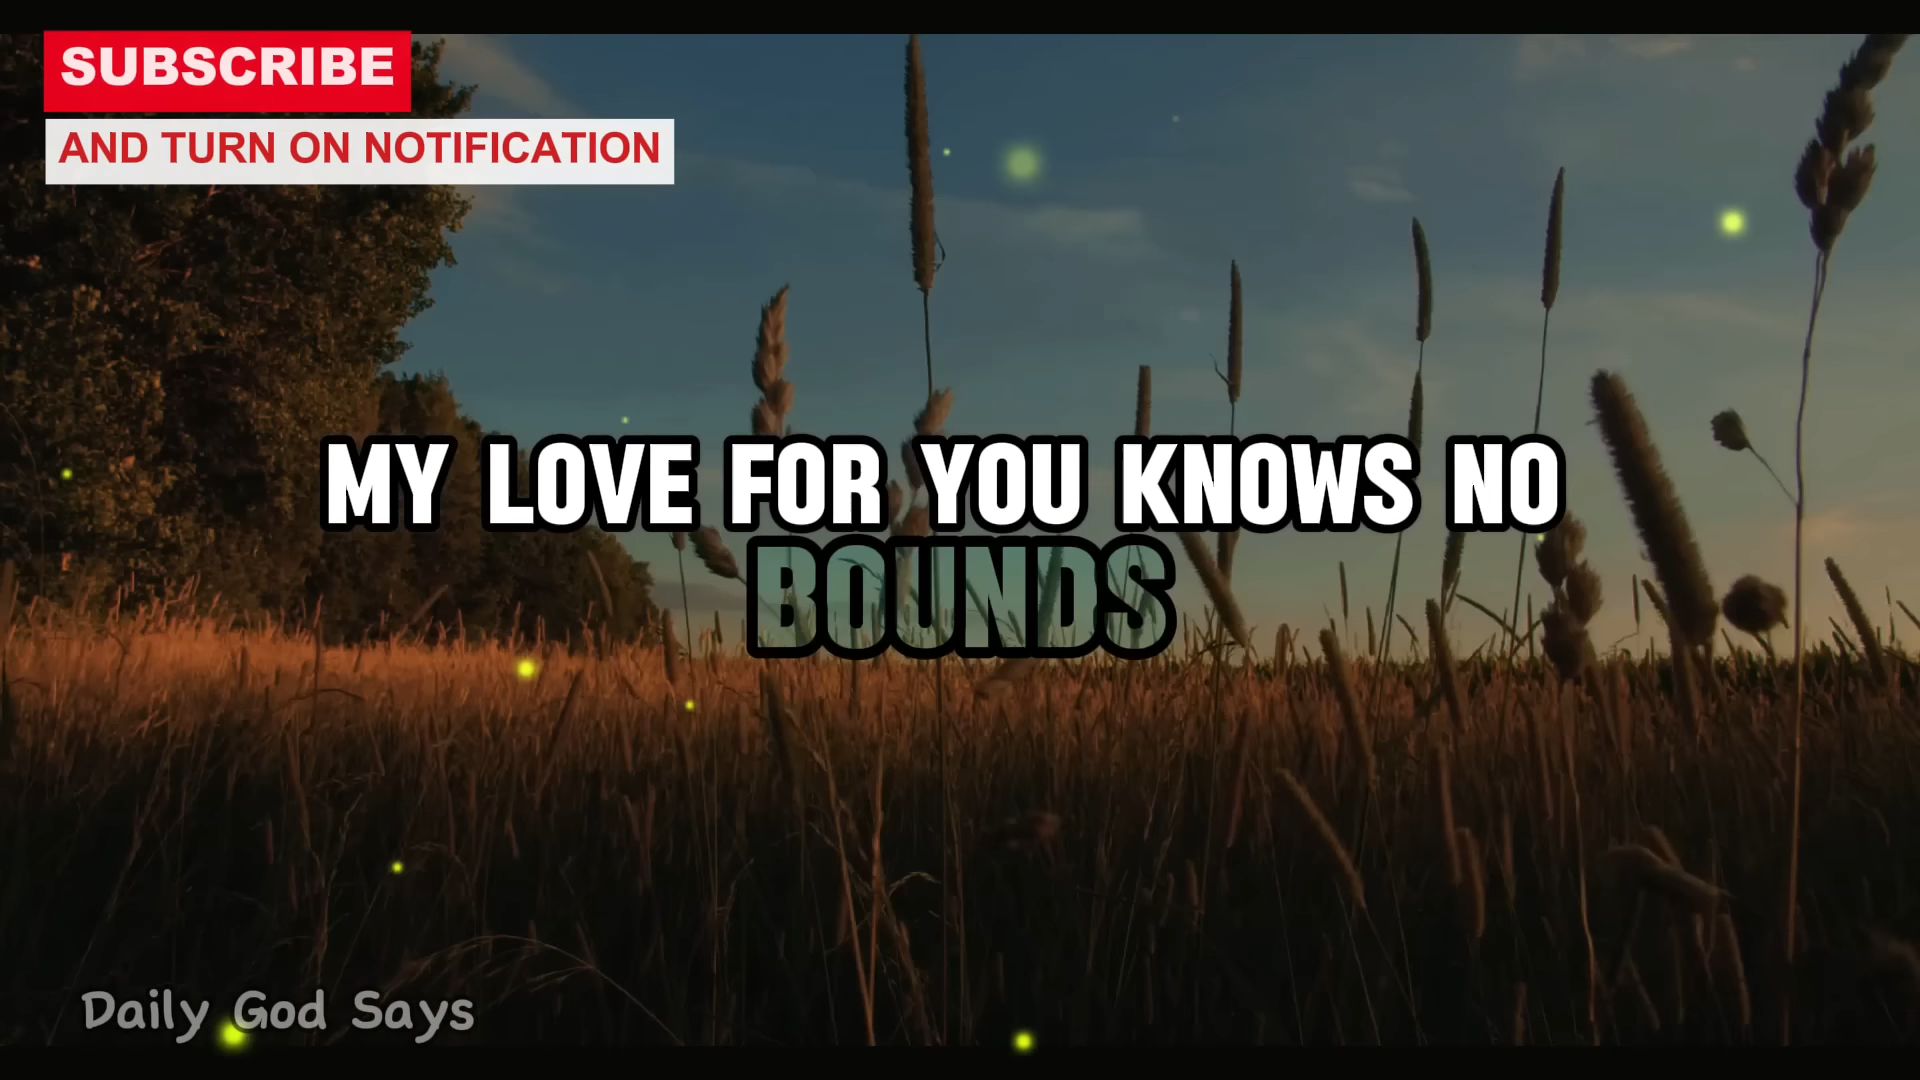 SUBSCRIBE
AND TURN ON NOTIFICATION
MY LOVE FOR YOU KNOWS NO
BOUNDS
Daily God Says